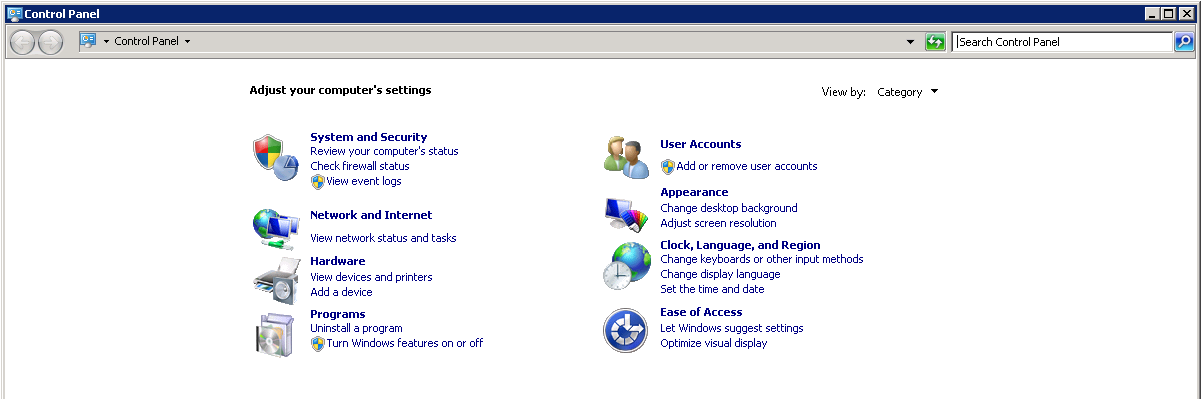 Control Panel
Control Panel
Search Control Panel
Adjust your computer's settings
View by: Category
System and Security
Review your computer's status
Check firewall status
View event logs
Network and Internet
View network status and tasks
Hardware
View devices and printers
Add a device
Programs
Uninstall a program
Turn Windows features on or off
User Accounts
Add or remove user accounts
Appearance
Change desktop background
Adjust screen resolution
Clock, Language, and Region
Change keyboards or other input methods
Change display language
Set the time and date
Ease of Access
Let Windows suggest settings
Optimize visual display